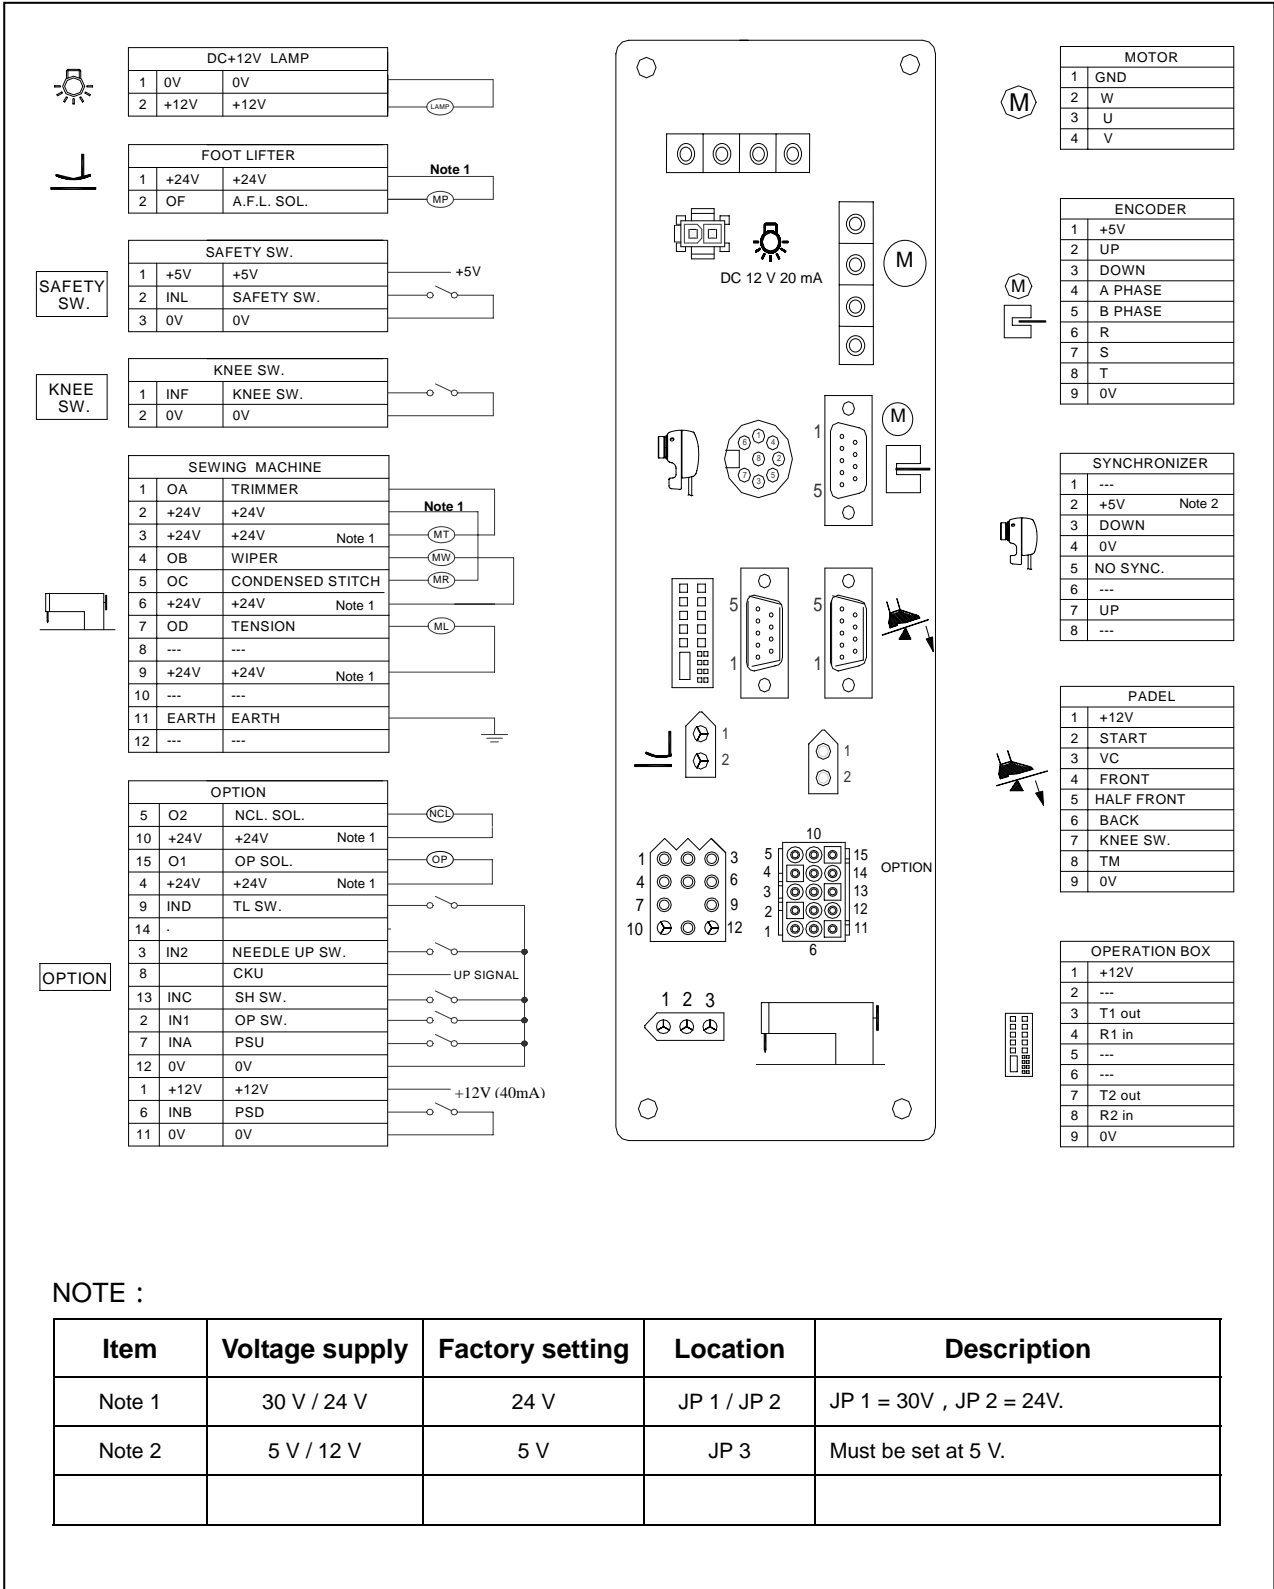 DC+12V LAMP
1 0V 0V
2 +12V +12V
LAMP
FOOT LIFTER
1 +24V +24V
2 OF A.F.L. SOL.
Note 1
MP
SAFETY SW.
SAFETY SW.
1 +5V +5V
2 INL SAFETY SW.
3 0V 0V
+5V
KNEE SW.
KNEE SW.
1 INF KNEE SW.
2 0V 0V
SEWING MACHINE
1 OA TRIMMER
2 +24V +24V
3 +24V +24V Note 1
4 OB WIPER
5 OC CONDENSED STITCH
6 +24V +24V Note 1
7 OD TENSION
8 --- ---
9 +24V +24V Note 1
10 --- ---
11 EARTH EARTH
12 --- ---
Note 1
MT
MW
MR
ML
OPTION
OPTION
5 O2 NCL. SOL.
10 +24V +24V Note 1
15 O1 OP SOL.
4 +24V +24V Note 1
9 IND TL SW.
14 .
3 IN2 NEEDLE UP SW.
8 CKU
13 INC SH SW.
2 IN1 OP SW.
7 INA PSU
12 0V 0V
1 +12V +12V
6 INB PSD
11 0V 0V
NCL
OP
UP SIGNAL
+12V (40mA)
DC 12 V 20 mA
M
6 1 4
8 2
7 3 5
1
5
M
5
1
5
1
1
2
1
2
1 3
4 6
7 9
10 12
10
5 15
4 14
3 13
2 12
1 11
6
OPTION
1 2 3
M
MOTOR
1 GND
2 W
3 U
4 V
M
ENCODER
1 +5V
2 UP
3 DOWN
4 A PHASE
5 B PHASE
6 R
7 S
8 T
9 0V
SYNCHRONIZER
1 ---
2 +5V Note 2
3 DOWN
4 0V
5 NO SYNC.
6 ---
7 UP
8 ---
PADEL
1 +12V
2 START
3 VC
4 FRONT
5 HALF FRONT
6 BACK
7 KNEE SW.
8 TM
9 0V
OPERATION BOX
1 +12V
2 ---
3 T1 out
4 R1 in
5 ---
6 ---
7 T2 out
8 R2 in
9 0V
NOTE :
Item Voltage supply Factory setting Location Description
Note 1 30 V / 24 V 24 V JP 1 / JP 2 JP 1 = 30V , JP 2 = 24V.
Note 2 5 V / 12 V 5 V JP 3 Must be set at 5 V.